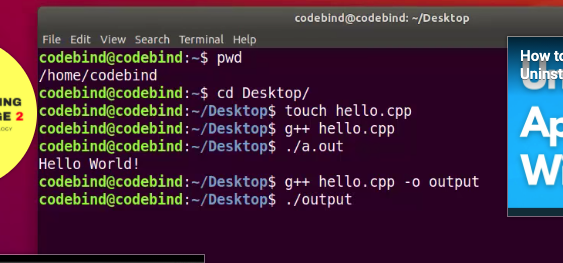 codebind@codebind: ~/Desktop
File Edit View Search Terminal Help
codebind@codebind:~$ pwd
/home/codebind
codebind@codebind:~$ cd Desktop/
codebind@codebind:~/Desktop$ touch hello.cpp
codebind@codebind:~/Desktop$ g++ hello.cpp
codebind@codebind:~/Desktop$ ./a.out
Hello World!
codebind@codebind:~/Desktop$ g++ hello.cpp -o output
codebind@codebind:~/Desktop$ ./output
2
How to
Uninst
Un
Ap